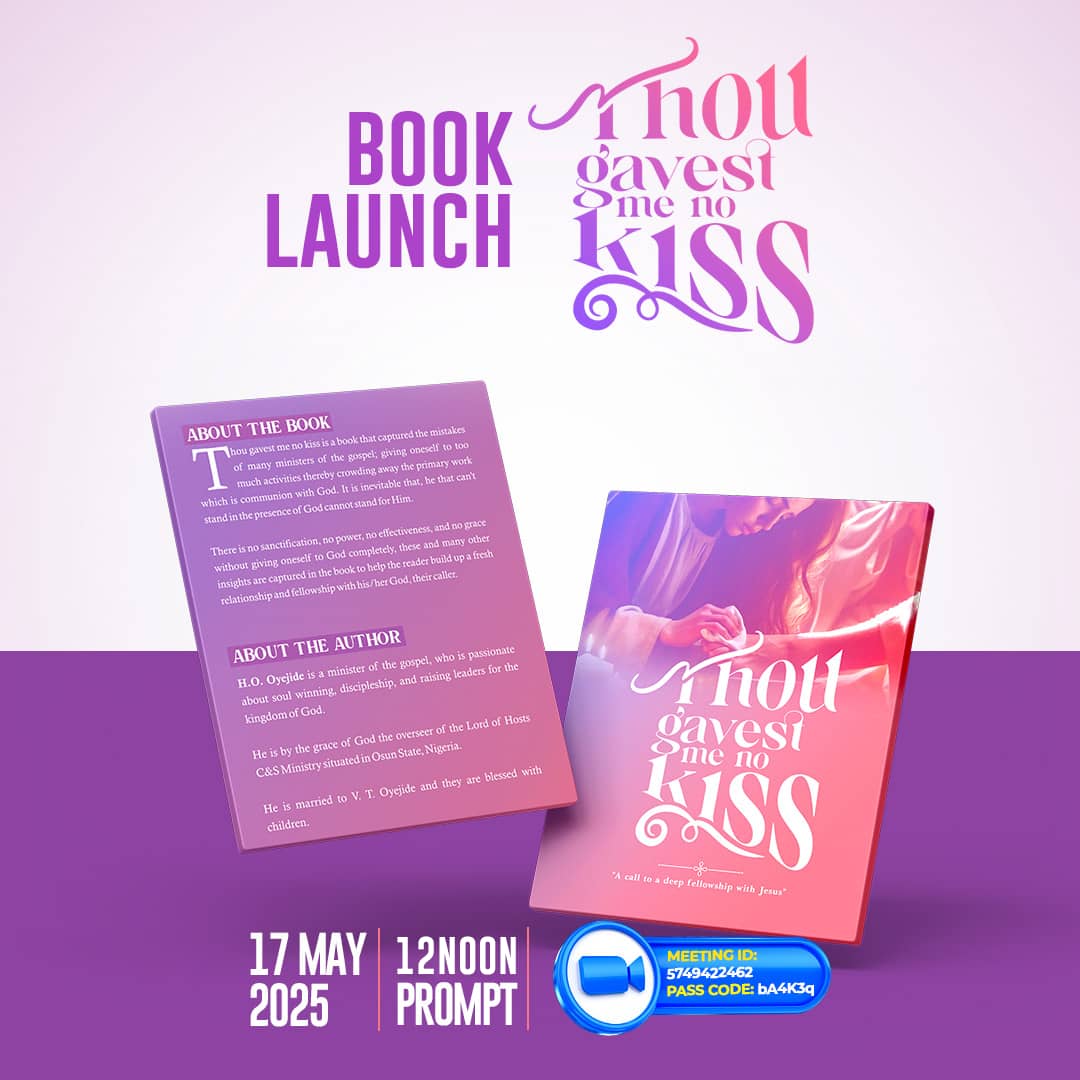 BOOK
LAUNCH
Thou
gavest
me no
kiss
ABOUT THE BOOK
Thou gavest me no kiss is a book that captured the mistakes
of many ministers of the gospel; giving oneself to too
much activities thereby crowding away the primary work
which is communion with God. It is inevitable that, he that can't
stand in the presence of God cannot stand for Him.
There is no sanctification, no power, no effectiveness, and no grace
without giving oneself to God completely, these and many other
insights are captured in the book to help the reader build up a fresh
relationship and fellowship with his/her God, their caller.
ABOUT THE AUTHOR
H.O. Oyejide is a minister of the gospel, who is passionate
about soul winning, discipleship, and raising leaders for the
kingdom of God.
He is by the grace of God the overseer of the Lord of Hosts
C&S Ministry situated in Osun State, Nigeria.
He is married to V. T. Oyejide and they are blessed with
children.
Thou
gavest
me no
kiss
"A call to a deep fellowship with Jesus"
17 MAY
2025
12NOON
PROMPT
MEETING ID:
5749422462
PASS CODE: bA4K3q